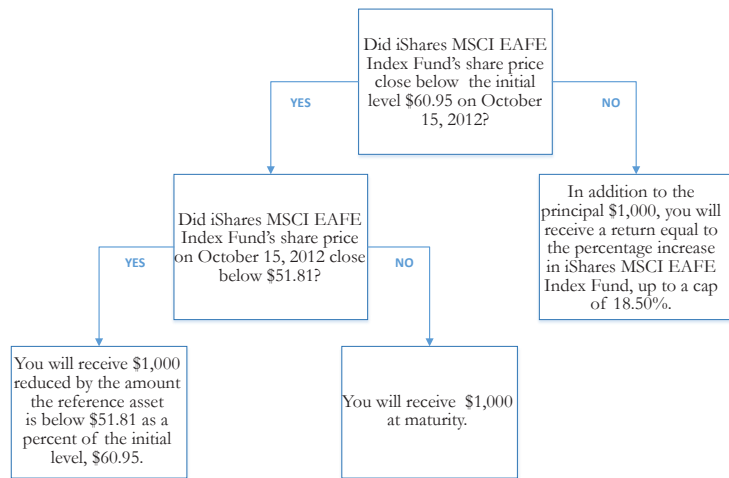 Did iShares MSCI EAFE
Index Fund's share price
close below the initial
level $60.95 on October
15, 2012?
YES
NO
Did iShares MSCI EAFE
Index Fund's share price
on October 15, 2012 close
below $51.81?
In addition to the
principal $1,000, you will
receive a return equal to
the percentage increase
in iShares MSCI EAFE
Index Fund, up to a cap
of 18.50%.
YES
NO
You will receive $1,000
reduced by the amount
the reference asset
is below $51.81 as a
percent of the initial
level, $60.95.
You will receive $1,000
at maturity.